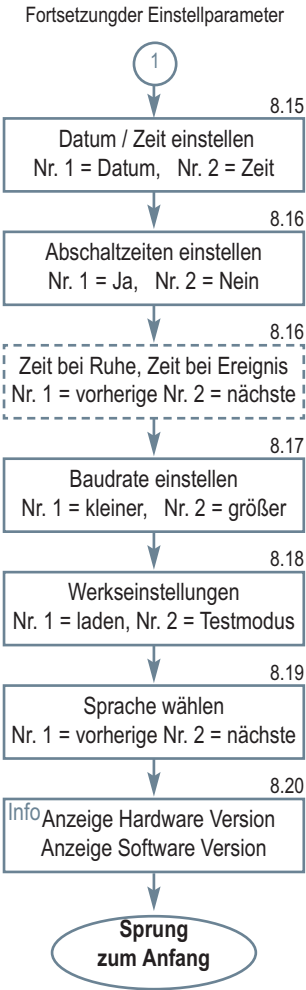 Fortsetzungder Einstellparameter
1
8.15
Datum / Zeit einstellen
Nr. 1 = Datum, Nr. 2 = Zeit
8.16
Abschaltzeiten einstellen
Nr. 1 = Ja, Nr. 2 = Nein
8.16
Zeit bei Ruhe, Zeit bei Ereignis
Nr. 1 = vorherige Nr. 2 = nächste
8.17
Baudrate einstellen
Nr. 1 = kleiner, Nr. 2 = größer
8.18
Werkseinstellungen
Nr. 1 = laden, Nr. 2 = Testmodus
8.19
Sprache wählen
Nr. 1 = vorherige Nr. 2 = nächste
8.20
Info Anzeige Hardware Version
Anzeige Software Version
Sprung
zum Anfang